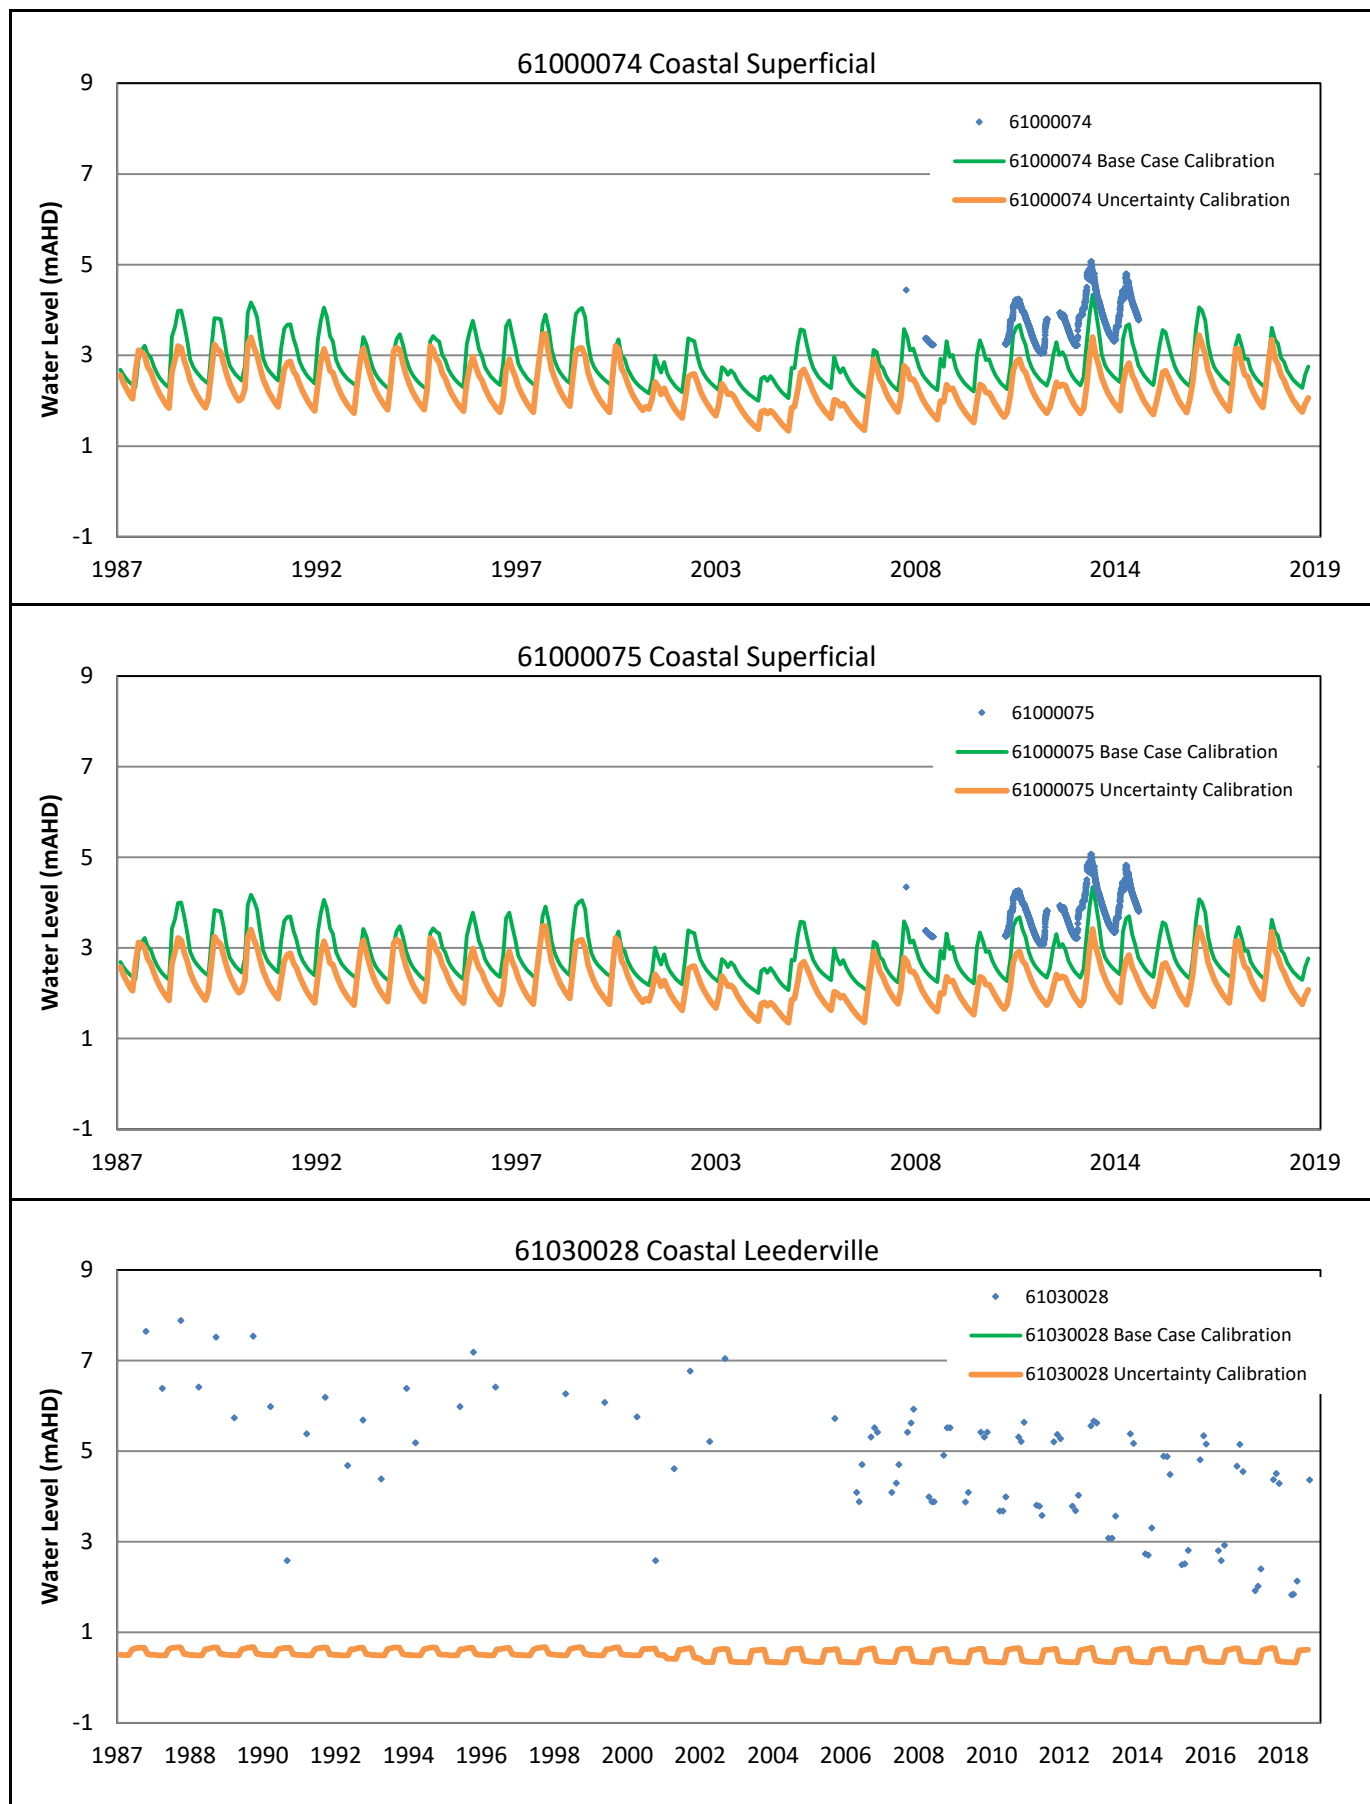 61000074 Coastal Superficial
9
7
5
3
1
-1
Water Level (mAHD)
61000074
61000074 Base Case Calibration
61000074 Uncertainty Calibration
1987 1992 1997 2003 2008 2014 2019
61000075 Coastal Superficial
9
7
5
3
1
-1
Water Level (mAHD)
61000075
61000075 Base Case Calibration
61000075 Uncertainty Calibration
1987 1992 1997 2003 2008 2014 2019
61030028 Coastal Leederville
9
7
5
3
1
-1
Water Level (mAHD)
61030028
61030028 Base Case Calibration
61030028 Uncertainty Calibration
1987 1988 1990 1992 1994 1996 1998 2000 2002 2004 2006 2008 2010 2012 2014 2016 2018